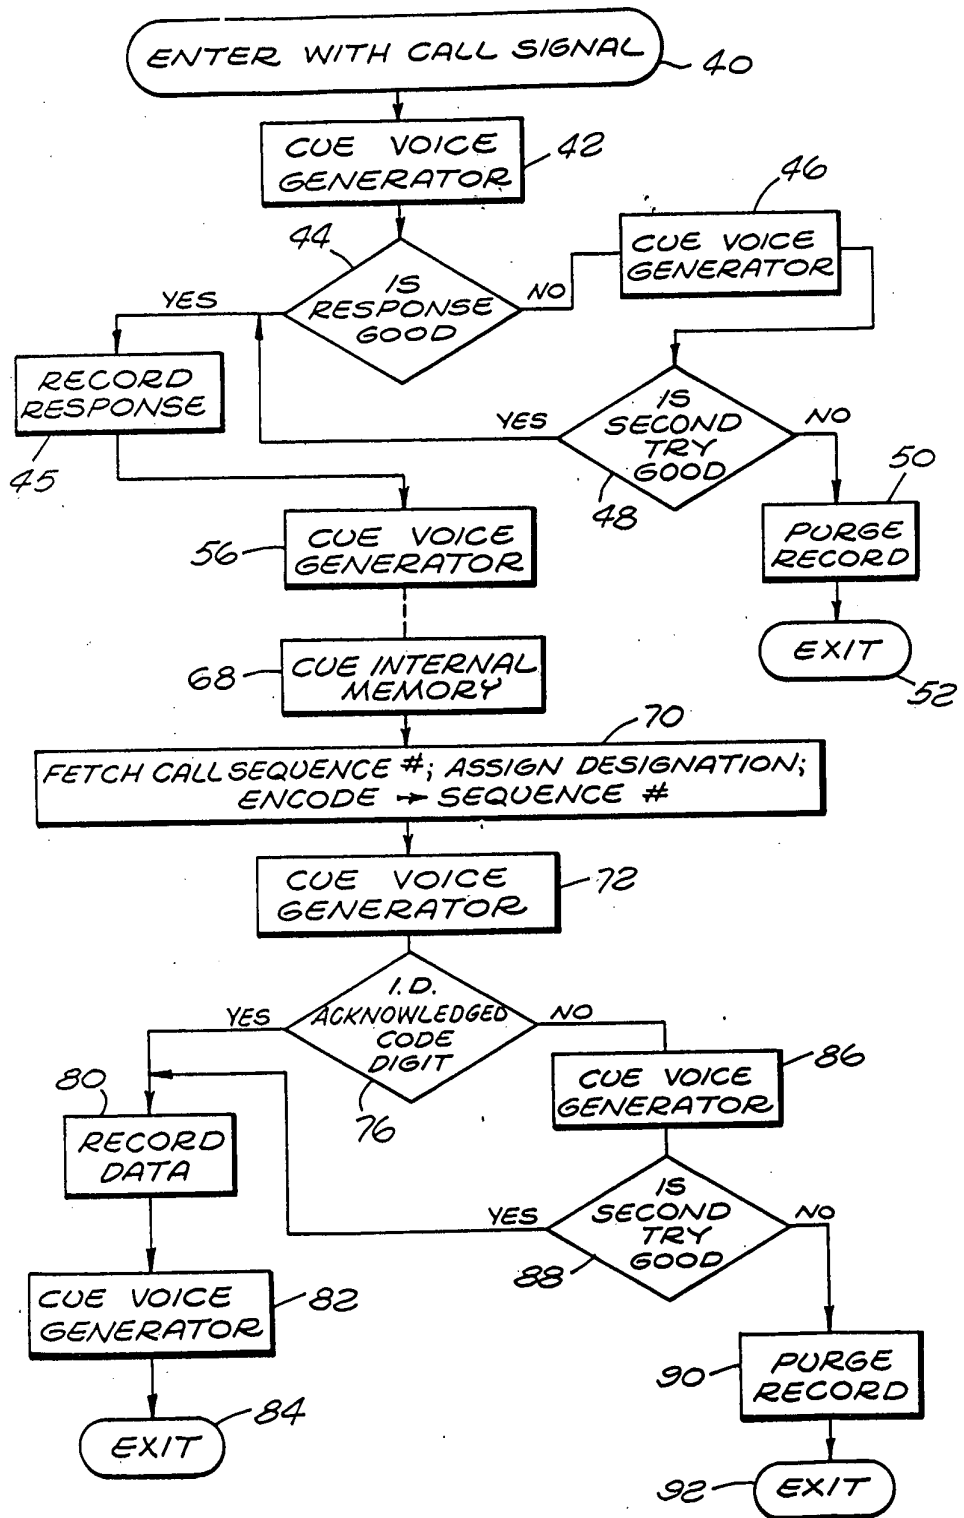 ENTER WITH CALL SIGNAL
40
CUE VOICE
GENERATOR
42
44
IS
RESPONSE
GOOD
YES
NO
46
CUE VOICE
GENERATOR
RECORD
RESPONSE
45
IS
SECOND
TRY
GOOD
YES
NO
48
50
PURGE
RECORD
EXIT
52
56
CUE VOICE
GENERATOR
68
CUE INTERNAL
MEMORY
70
FETCH CALL SEQUENCE #; ASSIGN DESIGNATION;
ENCODE → SEQUENCE #
CUE VOICE
GENERATOR
72
I.D.
ACKNOWLEDGED
CODE
DIGIT
YES
NO
76
80
RECORD
DATA
CUE VOICE
GENERATOR
86
IS
SECOND
TRY
GOOD
YES
NO
88
CUE VOICE
GENERATOR
82
EXIT
84
90
PURGE
RECORD
92
EXIT